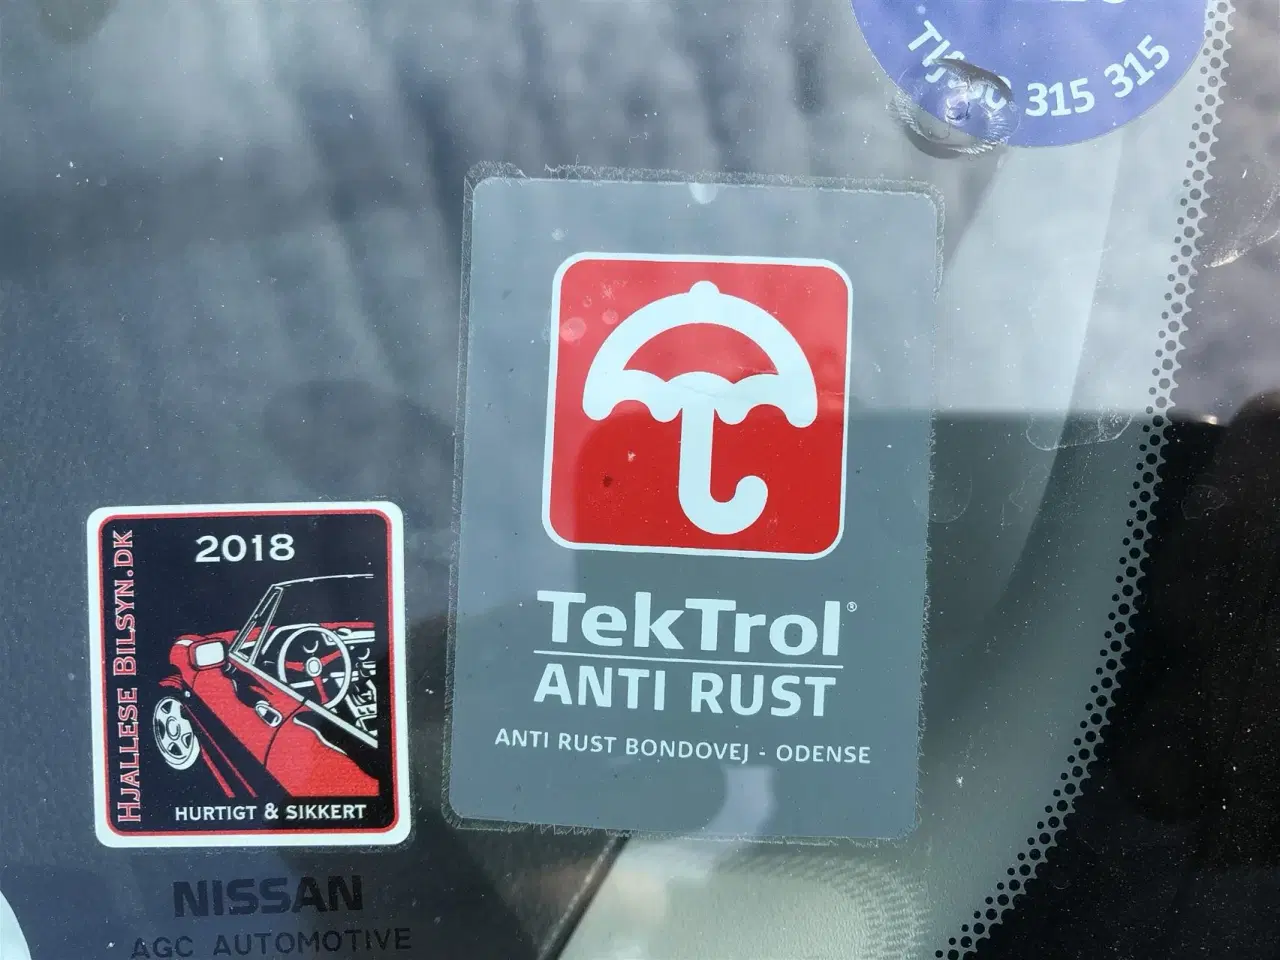 315 315
TekTrol®
ANTI RUST
ANTI RUST BONDOVEJ - ODENSE
2018
HJALLESE BILSYN.DK
HURTIGT & SIKKERT
NISSAN
AGC AUTOMOTIVE